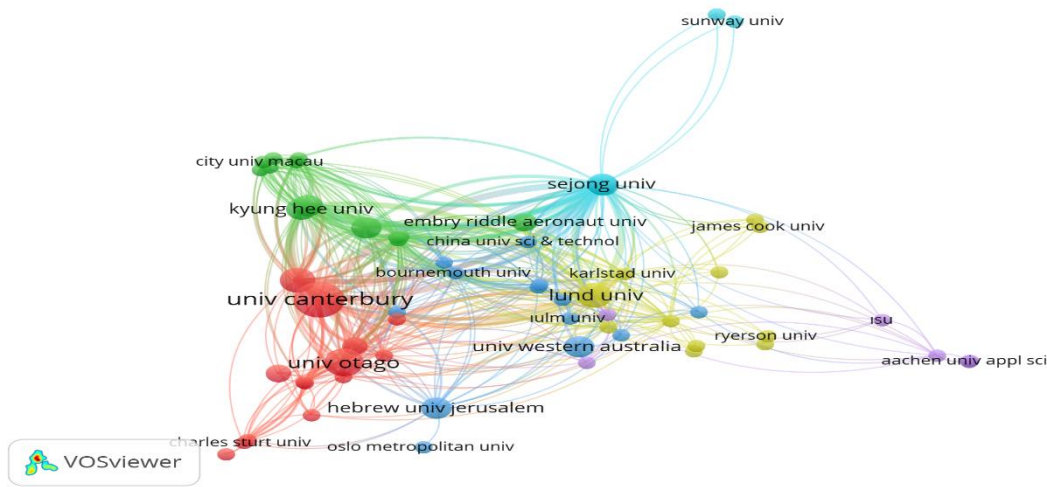 sunway univ
city univ macau
sejong univ
kyung hee univ
embry riddle aeronaut univ
james cook univ
china univ sci & technol
bournemouth univ
karlstad univ
univ canterbury
lund univ
iulm univ
isu
ryerson univ
univ western australia
aachen univ appl sci
univ otago
hebrew univ jerusalem
charles sturt univ
oslo metropolitan univ
VOSviewer